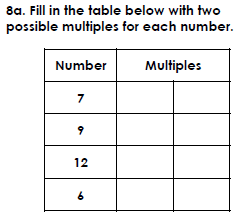 8a. Fill in the table below with two
possible multiples for each number.
Number Multiples
7
9
12
6